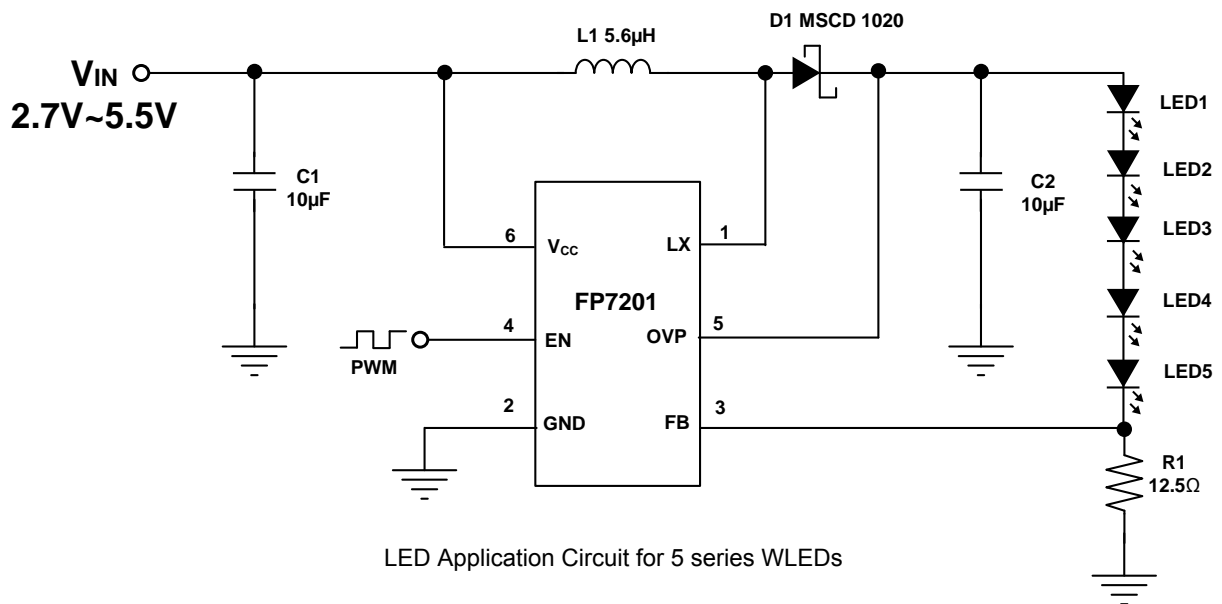 D1 MSCD 1020
L1 5.6µH
VIN
2.7V~5.5V
C1
10µF
C2
10µF
LED1
LED2
LED3
LED4
LED5
6
VCC
LX
1
FP7201
4
EN
OVP
5
PWM
2
GND
FB
3
R1
12.5Ω
LED Application Circuit for 5 series WLEDs